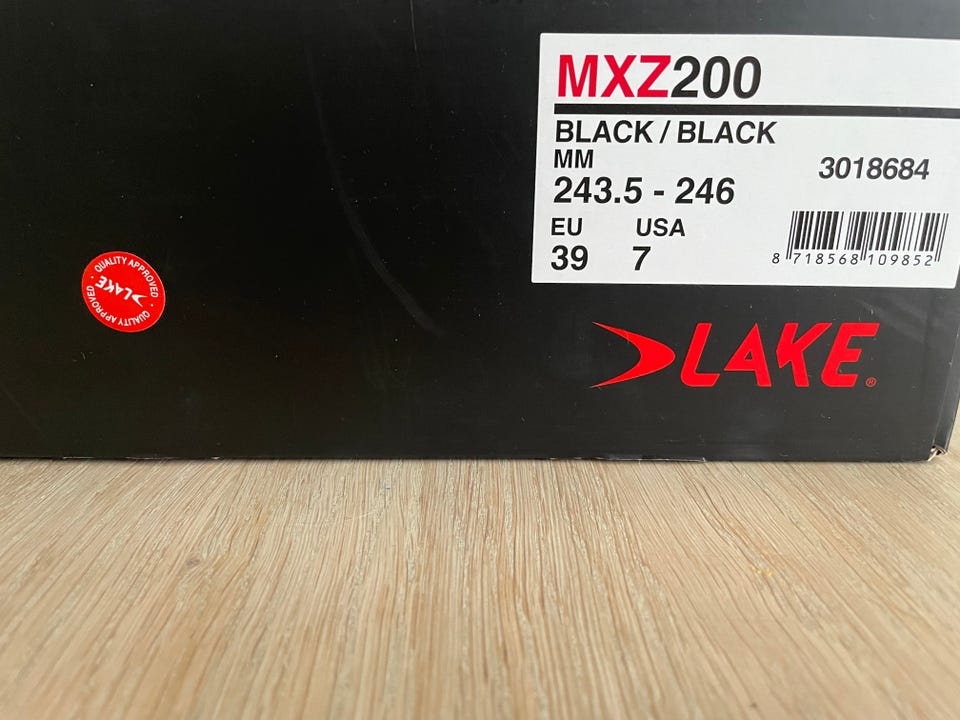 MXZ200
BLACK / BLACK
MM
243.5 - 246
3018684
EU USA
39 7
8 718568 109852
QUALITY APPROVED · QUALITY APPROVED ·
LAKE
LAKE®